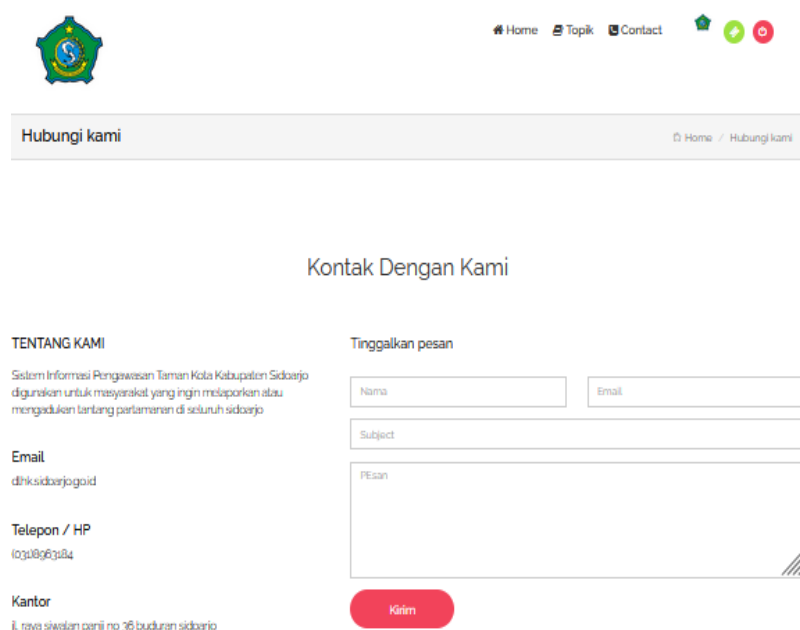 Home Topik Contact
Hubungi kami
Home / Hubungi kami
Kontak Dengan Kami
TENTANG KAMI
Sistem Informasi Pengawasan Taman Kota Kabupaten Sidoarjo
digunakan untuk masyarakat yang ingin melaporkan atau
mengadukan tantang partamanan di seluruh sidoarjo
Email
dlhk.sidoarjo.go.id
Telepon / HP
(031)8963184
Kantor
jl. raya siwalan panji no 36 buduran sidoarjo
Tinggalkan pesan
Nama
Email
Subject
PEsan
Kirim